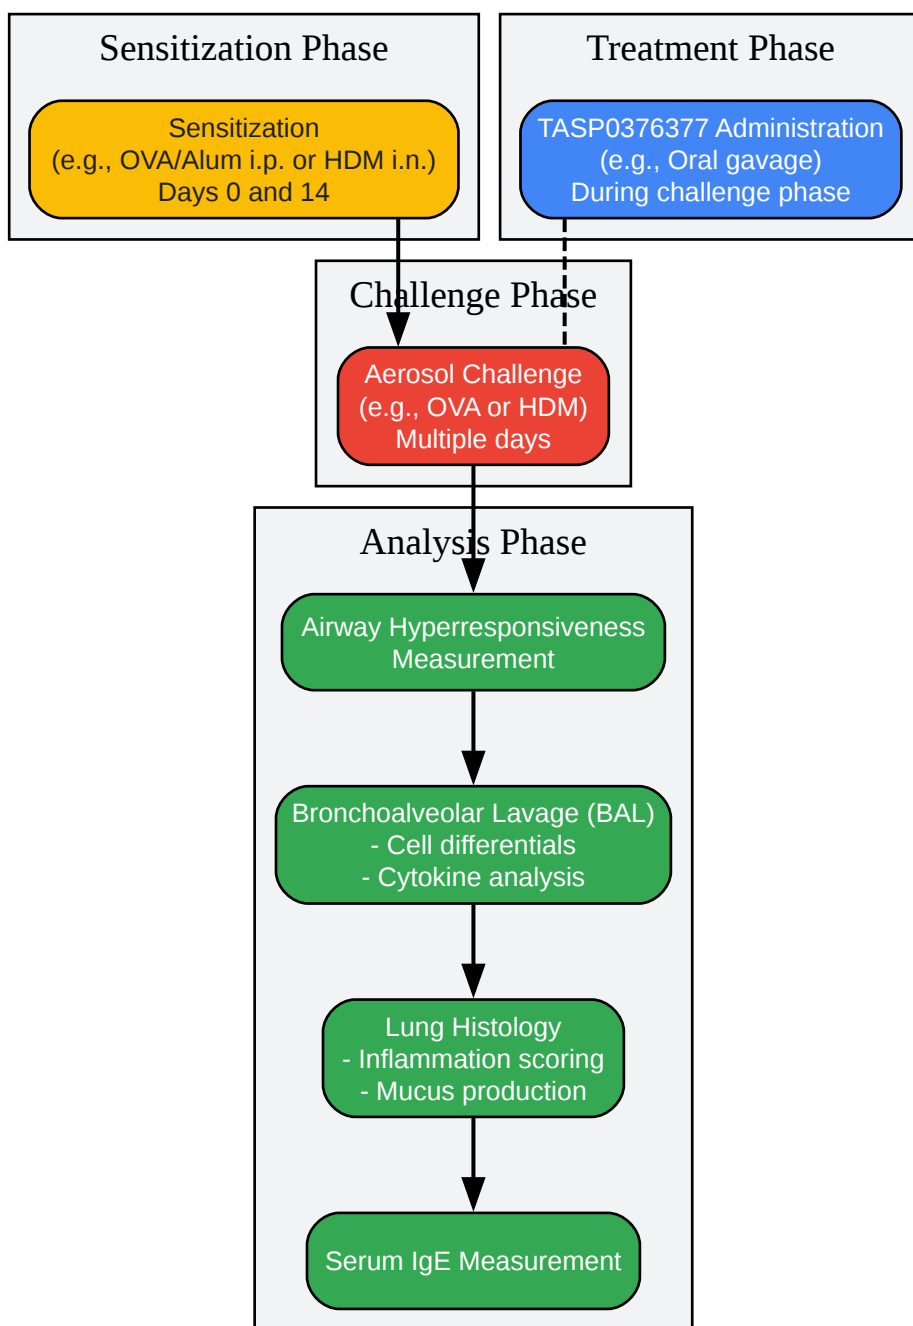 Sensitization Phase
Sensitization
(e.g., OVA/Alum i.p. or HDM i.n.)
Days 0 and 14
Treatment Phase
TASP0376377 Administration
(e.g., Oral gavage)
During challenge phase
Challenge Phase
Aerosol Challenge
(e.g., OVA or HDM)
Multiple days
Analysis Phase
Airway Hyperresponsiveness
Measurement
Bronchoalveolar Lavage (BAL)
- Cell differentials
- Cytokine analysis
Lung Histology
- Inflammation scoring
- Mucus production
Serum IgE Measurement